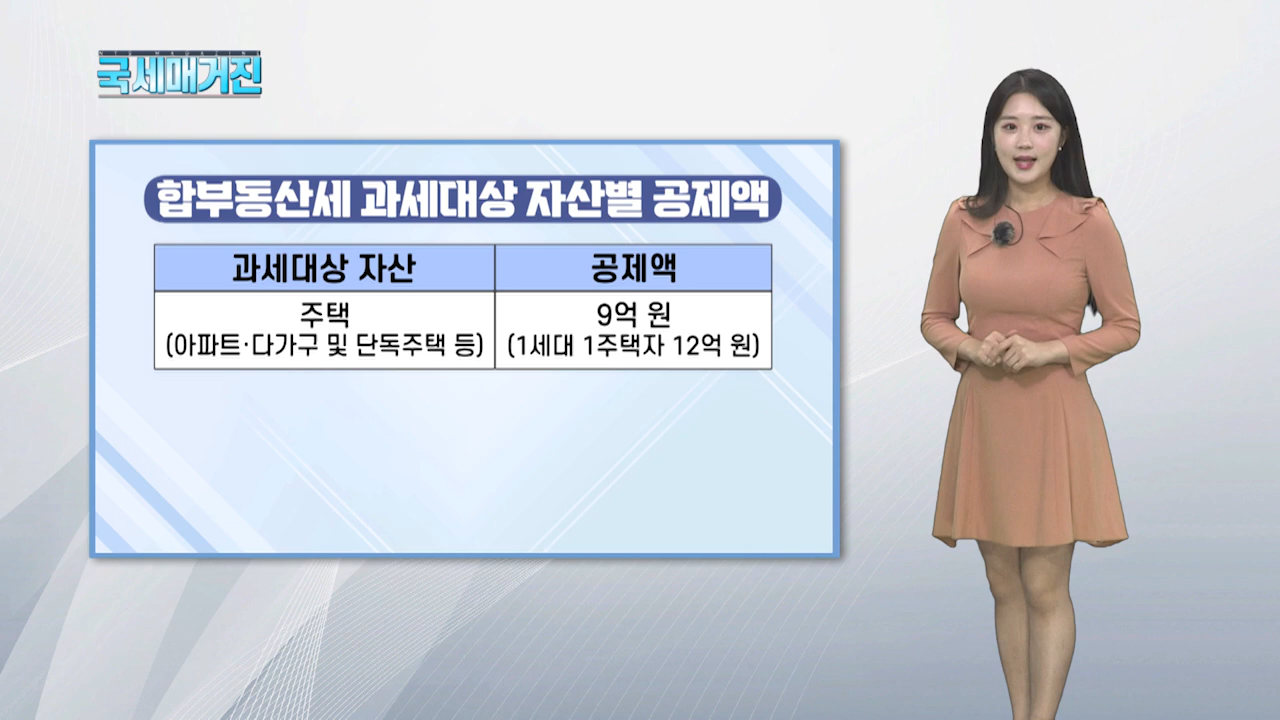 NTS MAGAZINE
국세매거진
합부동산세 과세대상 자산별 공제액
과세대상 자산
공제액
주택
(아파트·다가구 및 단독주택 등)
9억 원
(1세대 1주택자 12억 원)